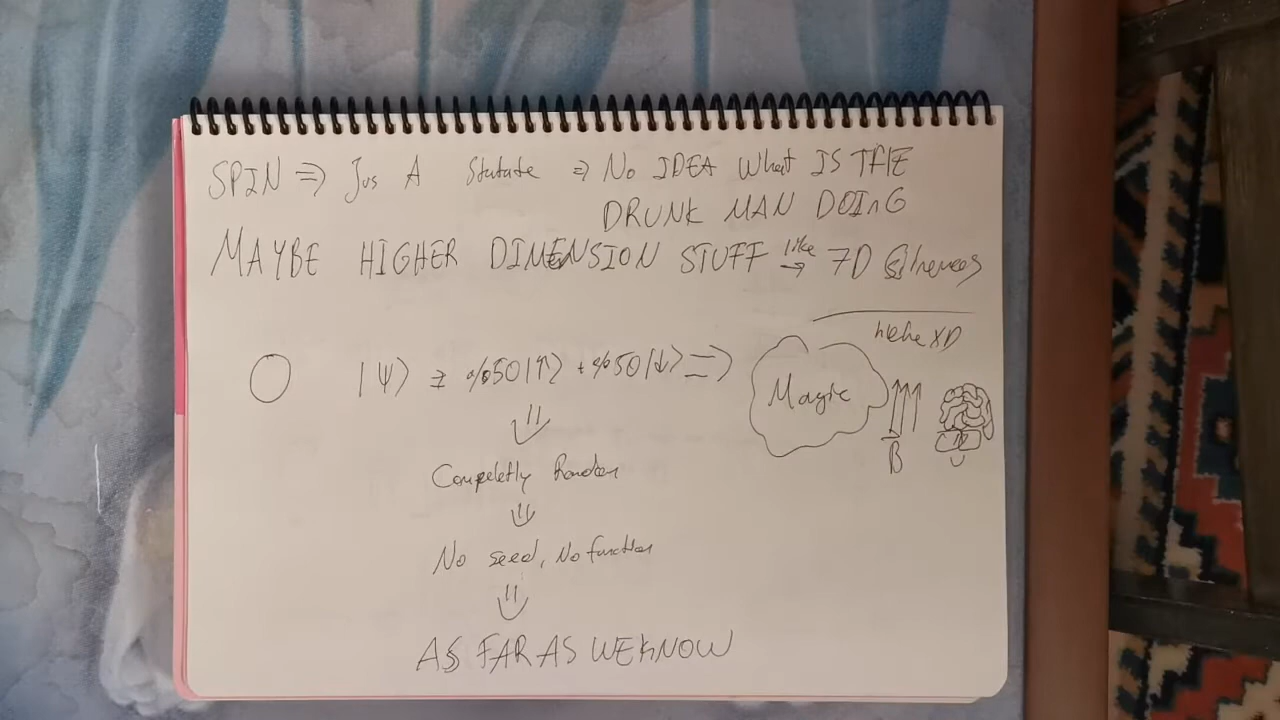 SPIN ⇒ Jus A Statate ⇒ No IDEA What IS THE
DRUNK MAN DOING
MAYBE HIGHER DIMENSION STUFF like → 7D
hehe XD
|Ψ⟩ = %50|↑⟩ + %50|↓⟩ ⇒ Magic
B
Compeletly Random
No seed, No function
AS FAR AS WE KNOW